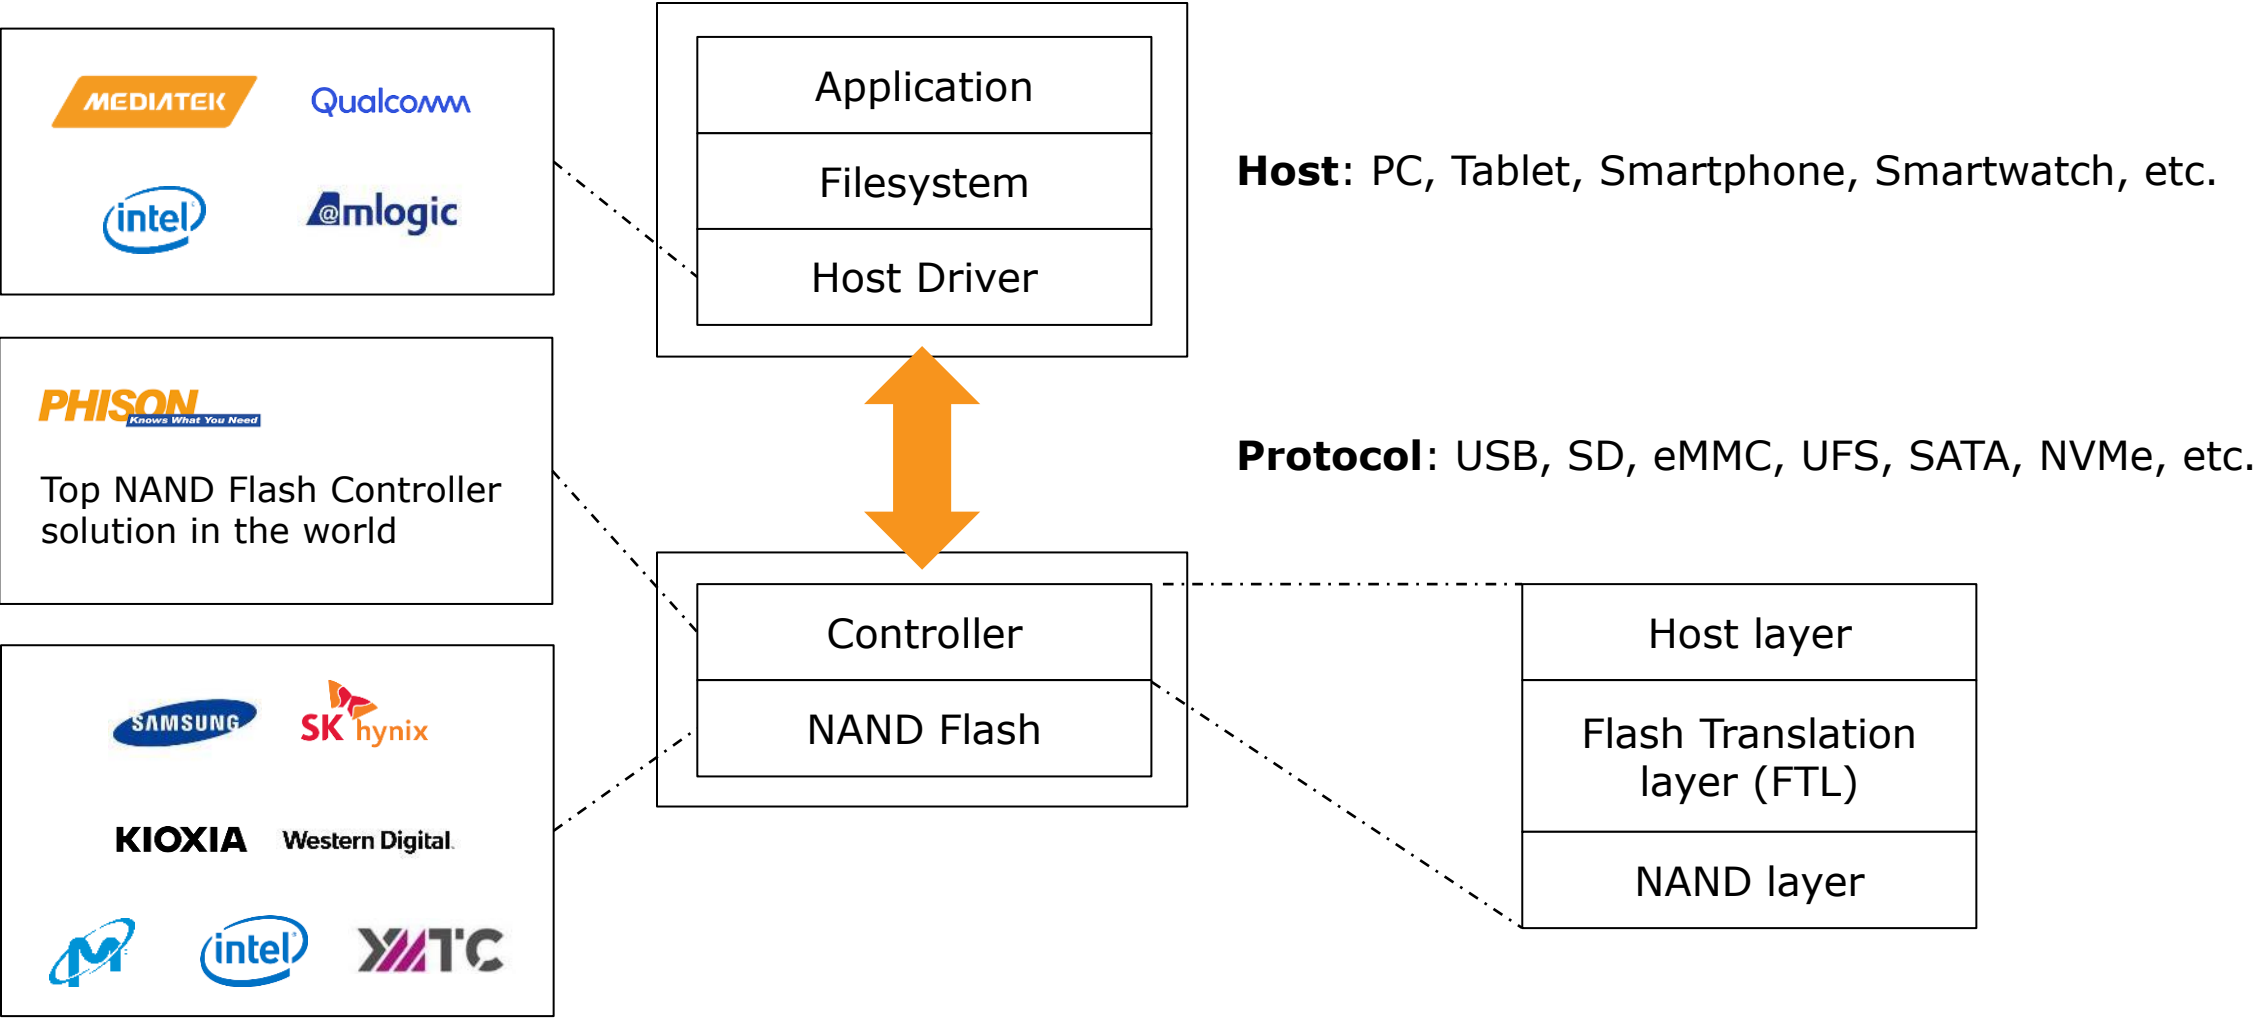 MEDIATEK
Qualcomm
intel
@mlogic
Application
Filesystem
Host Driver
Host: PC, Tablet, Smartphone, Smartwatch, etc.
PHISON
Knows What You Need
Top NAND Flash Controller
solution in the world
Protocol: USB, SD, eMMC, UFS, SATA, NVMe, etc.
Controller
NAND Flash
Host layer
Flash Translation
layer (FTL)
NAND layer
SAMSUNG
SK hynix
KIOXIA
Western Digital.
M
intel
YMTC